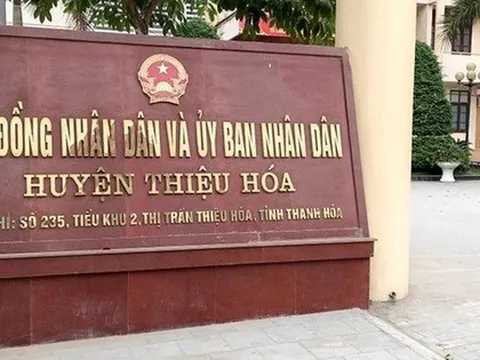 ĐỒNG NHÂN DÂN VÀ ỦY BAN NHÂN DÂN
HUYỆN THIỆU HÓA
CHỈ: SỐ 235, TIỂU KHU 2, THỊ TRẤN THIỆU HÓA, TỈNH THANH HÓA